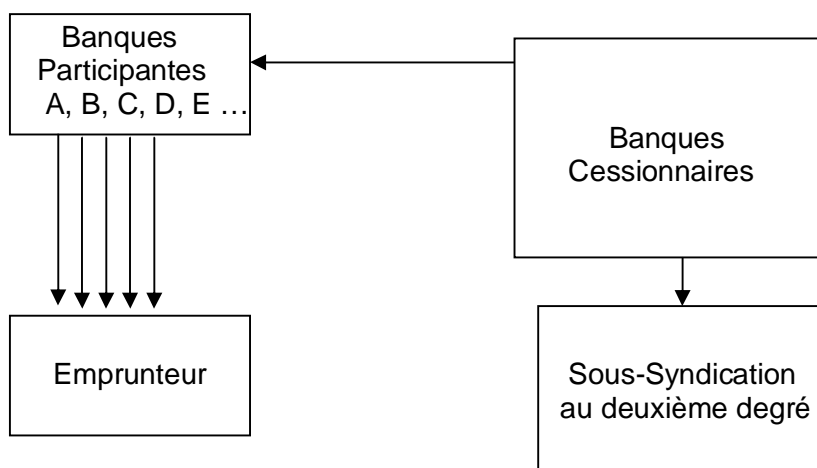 Banques
Participantes
A, B, C, D, E …
Banques
Cessionnaires
Emprunteur
Sous-Syndication
au deuxième degré